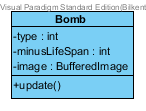 Visual Paradigm Standard Edition(Bilkent
Bomb
-type : int
-minusLifeSpan : int
-image : BufferedImage
+update()